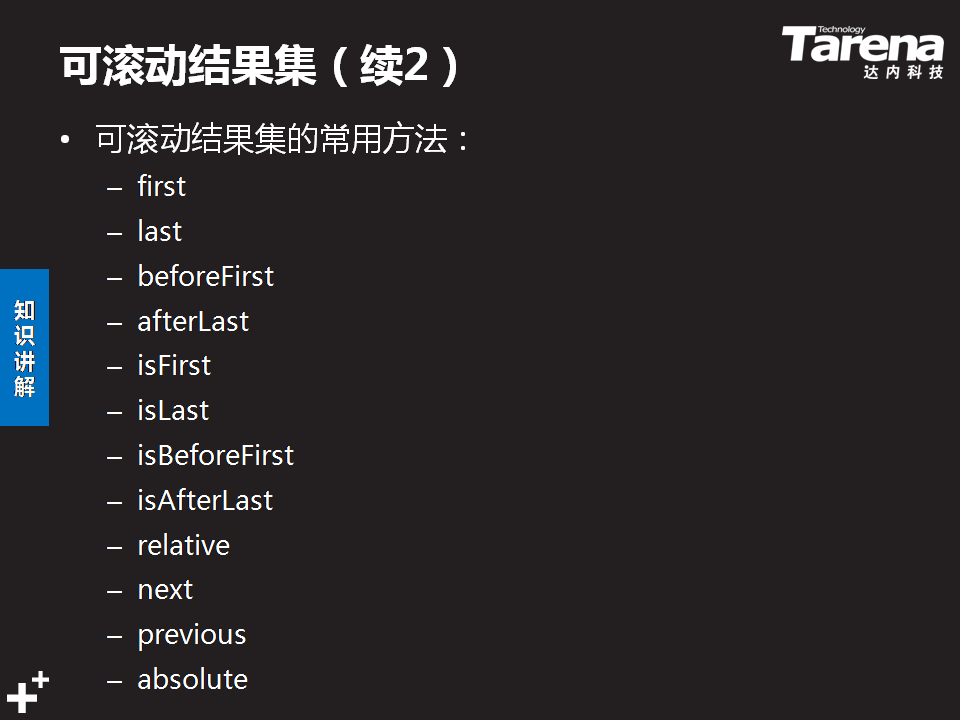 可滚动结果集（续2）
Technology
Tarena
达内科技
• 可滚动结果集的常用方法：
– first
– last
– beforeFirst
– afterLast
– isFirst
– isLast
– isBeforeFirst
– isAfterLast
– relative
– next
– previous
– absolute
知识讲解